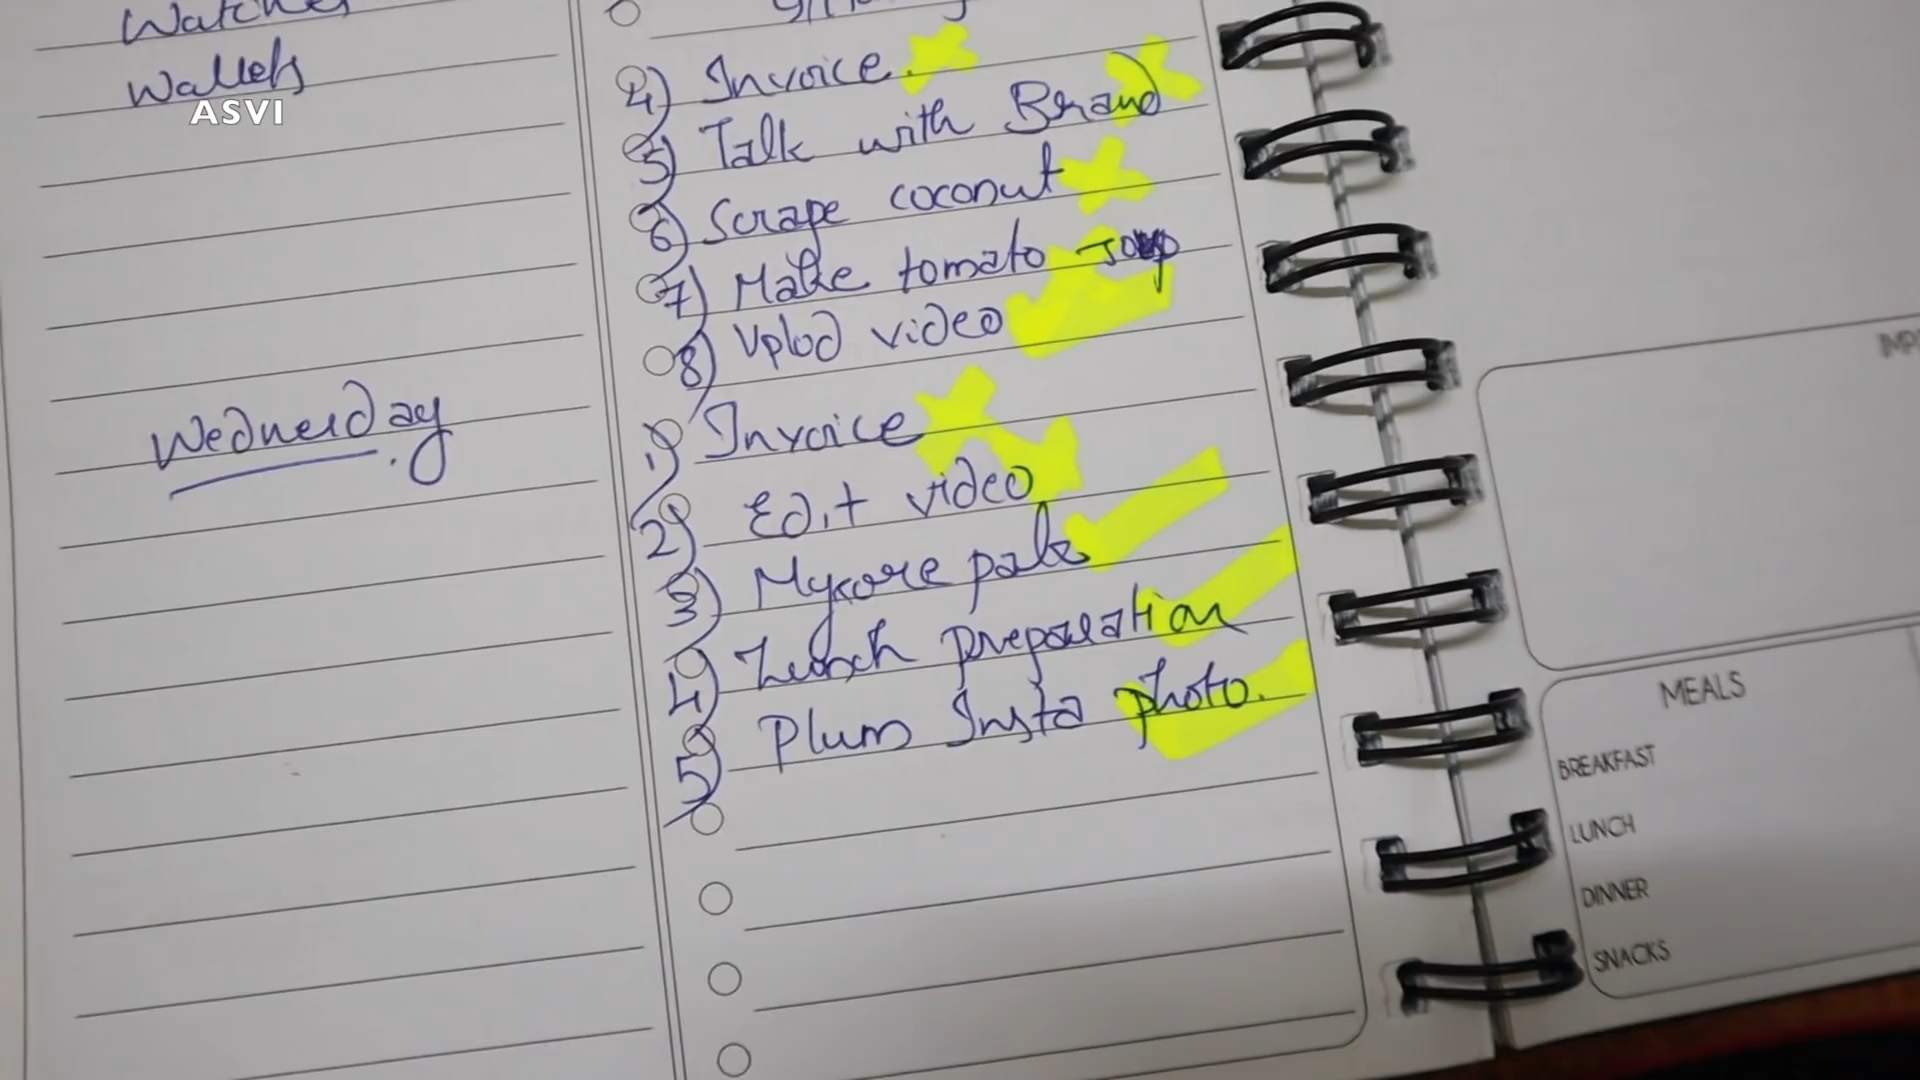 Watches
Wallets
ASVI
4) Invoice.
5) Talk with Brand
6) Scrape coconut
7) Make tomato soup
8) Uplod video
Wednesday.
1) Invoice
2) Edit video
3) Mysore pak
4) Lunch preparation
5) Plum Insta photo.
MEALS
BREAKFAST
LUNCH
DINNER
SNACKS